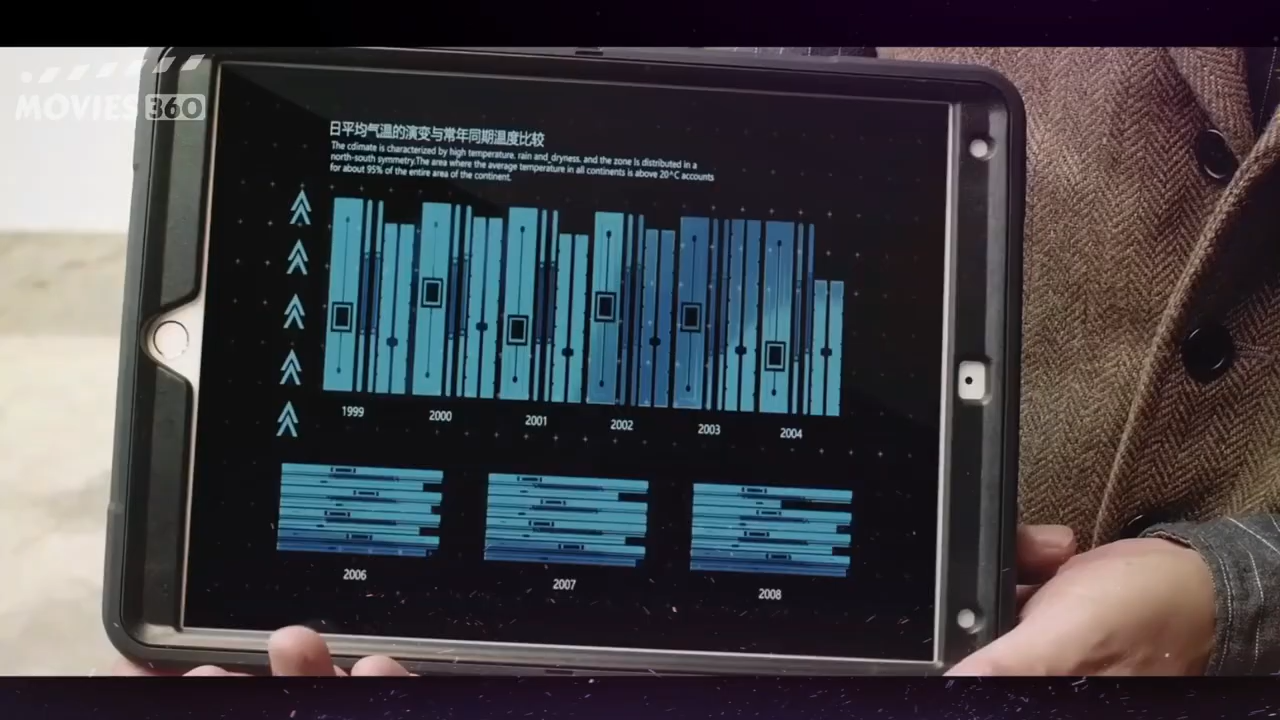 MOVIES 360
日平均气温的演变与常年同期温度比较
The cdimate is characterized by high temperature, rain and dryness, and the zone is distributed in a
north-south symmetry.The area where the average temperature in all continents is above 20^C accounts
for about 95% of the entire area of the continent.
1999 2000 2001 2002 2003 2004
2006 2007 2008